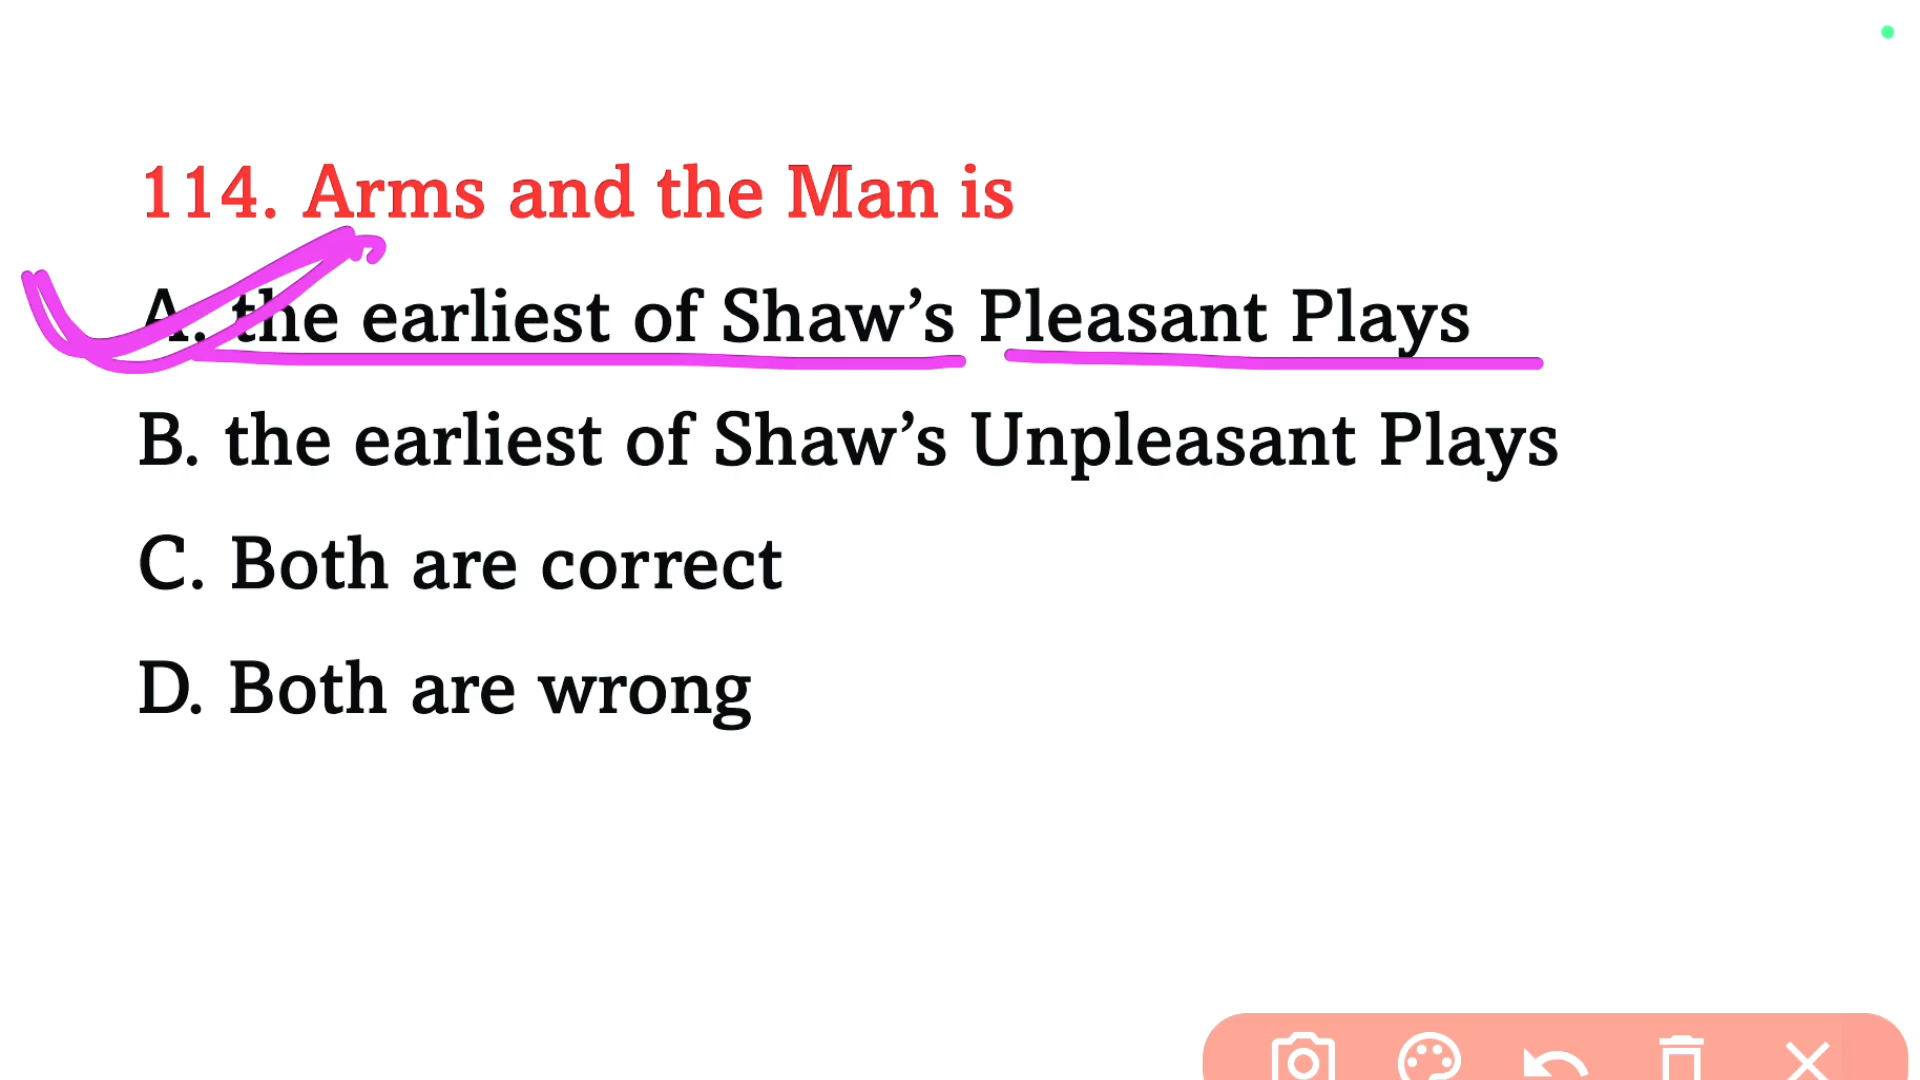 114. Arms and the Man is
A. the earliest of Shaw’s Pleasant Plays
B. the earliest of Shaw’s Unpleasant Plays
C. Both are correct
D. Both are wrong